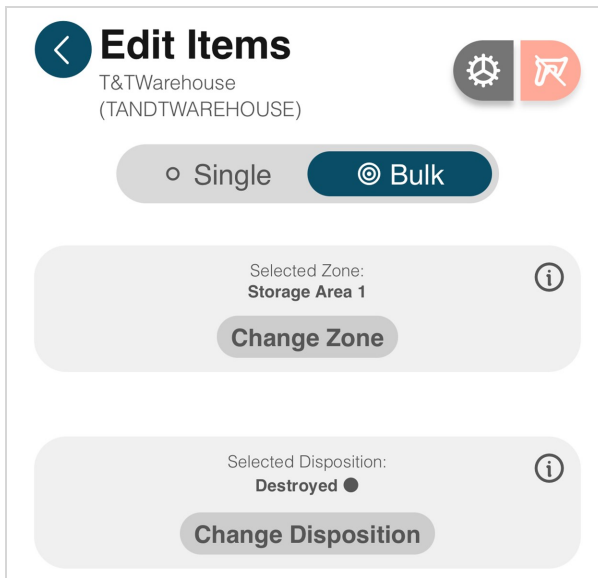 Edit Items
T&TWarehouse
(TANDTWAREHOUSE)
Single
Bulk
Selected Zone:
Storage Area 1
Change Zone
Selected Disposition:
Destroyed
Change Disposition